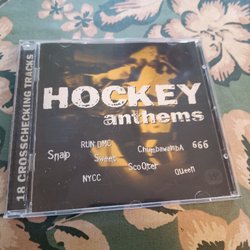 18 CROSSCHECKING TRACKS
HOCKEY
anthems
RUN DMC
Chumbawamba
666
Snap
Sweet
Scooter
Queen
NYCC